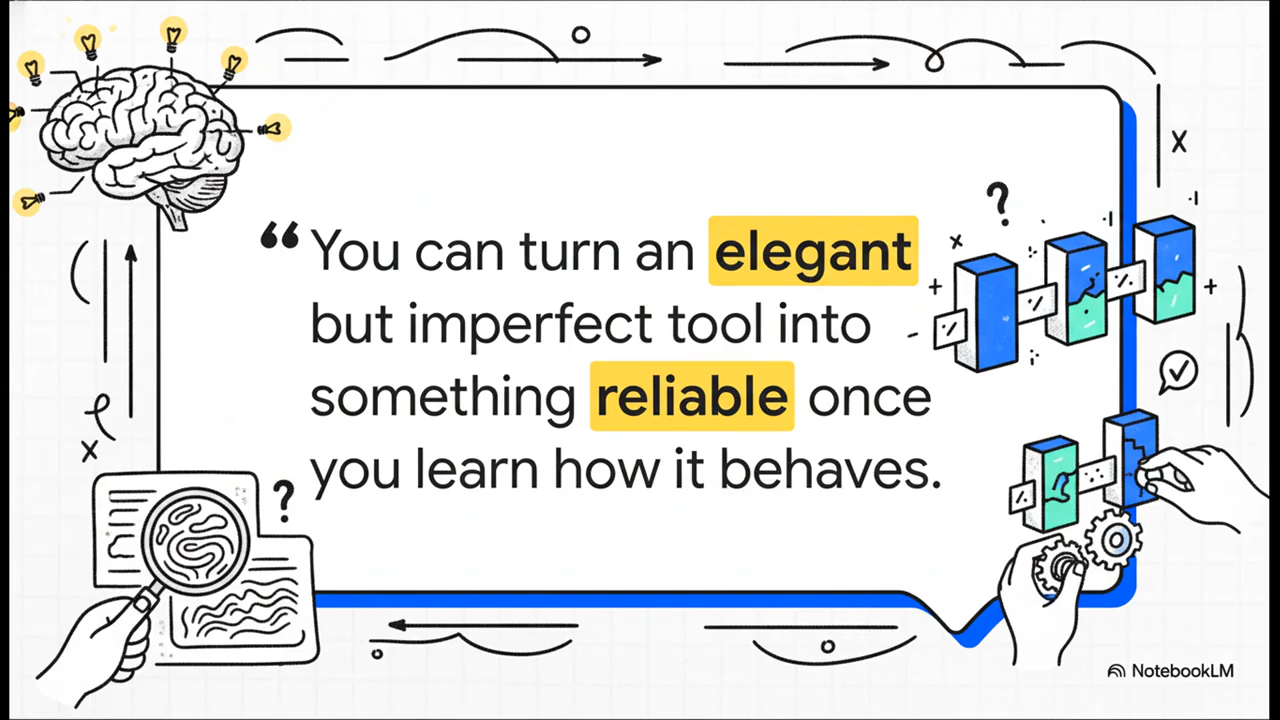 “ You can turn an elegant
but imperfect tool into
something reliable once
you learn how it behaves.
NotebookLM